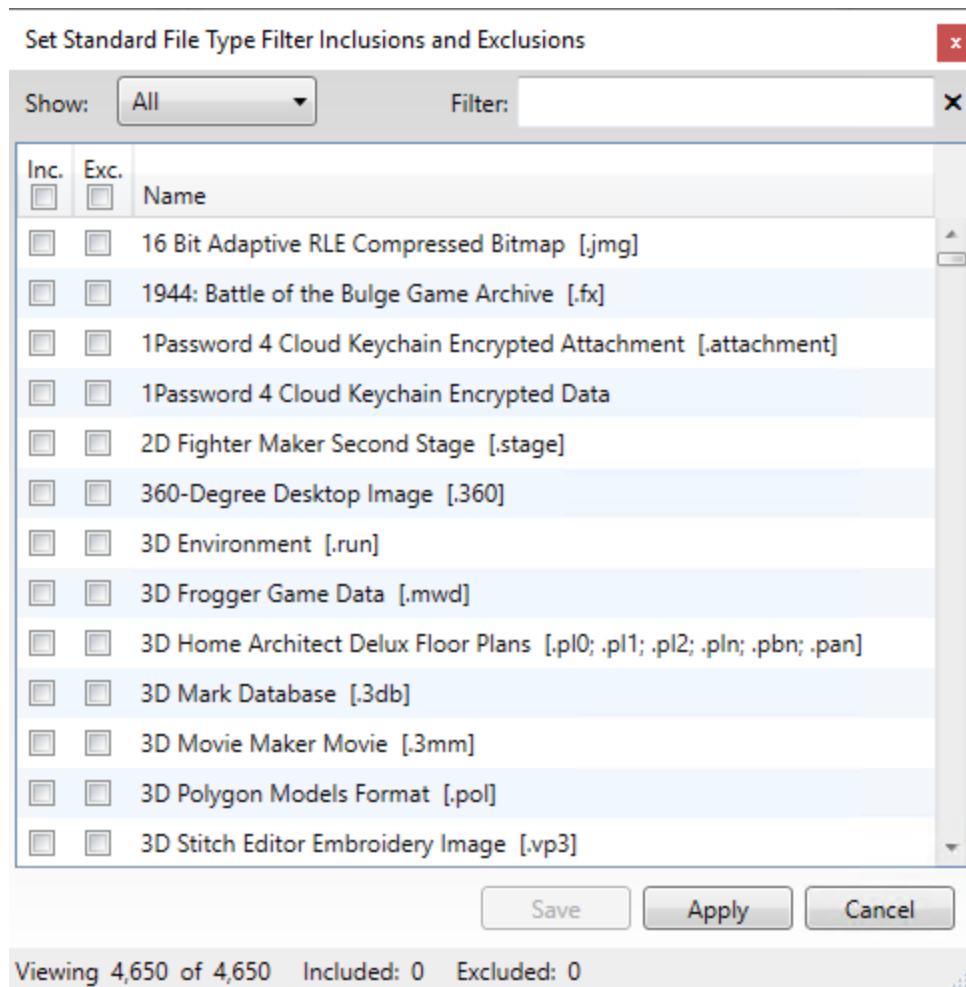 Set Standard File Type Filter Inclusions and Exclusions x
Show: All Filter: ×
Inc. Exc.
Name
16 Bit Adaptive RLE Compressed Bitmap [.jmg]
1944: Battle of the Bulge Game Archive [.fx]
1Password 4 Cloud Keychain Encrypted Attachment [.attachment]
1Password 4 Cloud Keychain Encrypted Data
2D Fighter Maker Second Stage [.stage]
360-Degree Desktop Image [.360]
3D Environment [.run]
3D Frogger Game Data [.mwd]
3D Home Architect Delux Floor Plans [.pl0; .pl1; .pl2; .pln; .pbn; .pan]
3D Mark Database [.3db]
3D Movie Maker Movie [.3mm]
3D Polygon Models Format [.pol]
3D Stitch Editor Embroidery Image [.vp3]
Save Apply Cancel
Viewing 4,650 of 4,650 Included: 0 Excluded: 0